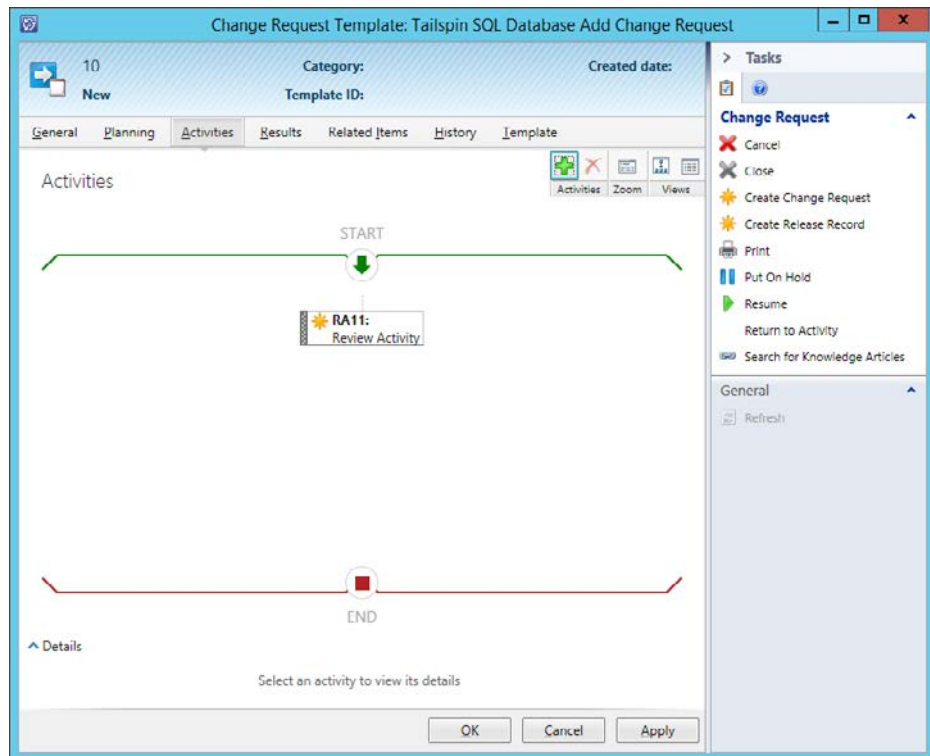 Change Request Template: Tailspin SQL Database Add Change Request
10
Category:
Created date:
New
Template ID:
General Planning Activities Results Related Items History Template
Activities
Activities Zoom Views
START
RA11:
Review Activity
END
Details
Select an activity to view its details
OK Cancel Apply
Tasks
Change Request
Cancel
Close
Create Change Request
Create Release Record
Print
Put On Hold
Resume
Return to Activity
Search for Knowledge Articles
General
Refresh